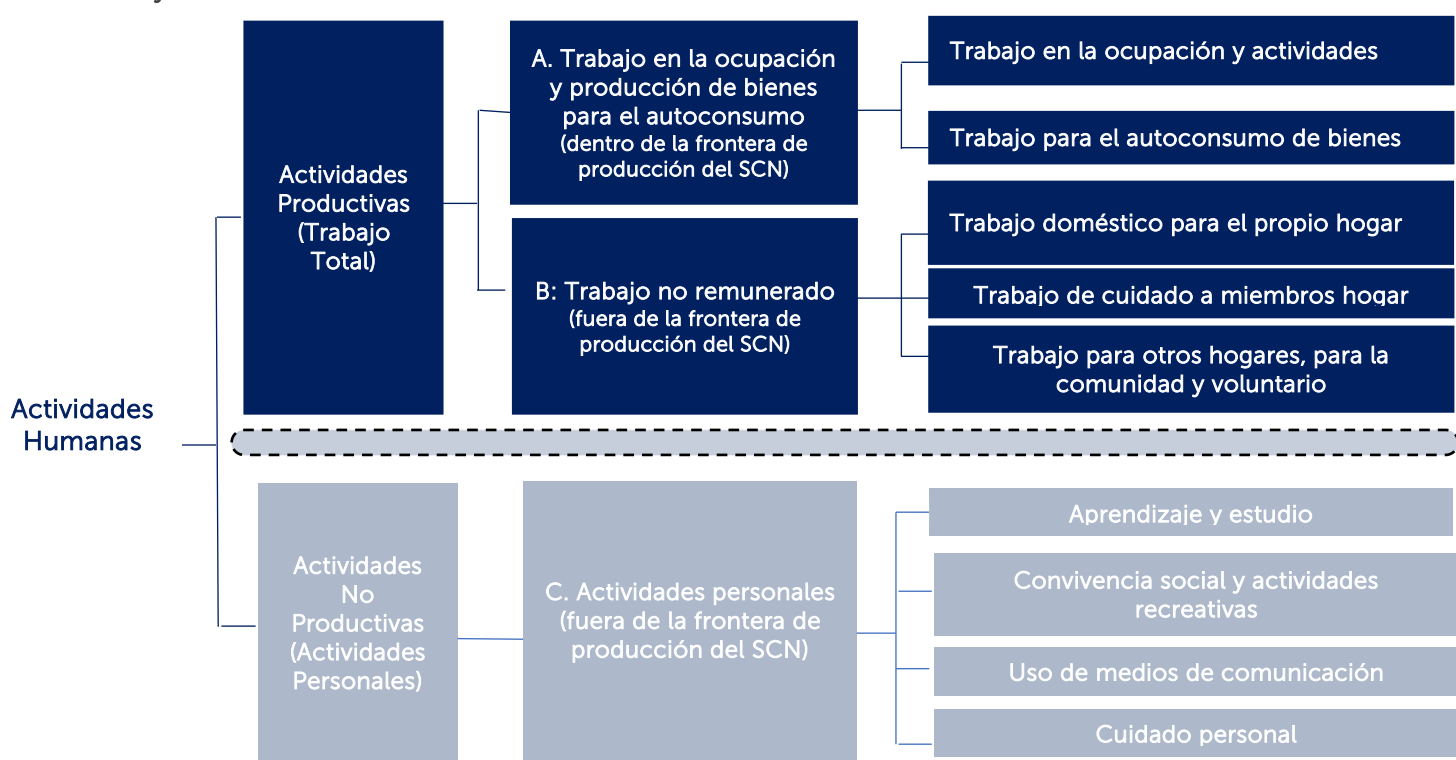 Actividades
Humanas
Actividades
Productivas
(Trabajo
Total)
A. Trabajo en la ocupación
y producción de bienes
para el autoconsumo
(dentro de la frontera de
producción del SCN)
Trabajo en la ocupación y actividades
Trabajo para el autoconsumo de bienes
B: Trabajo no remunerado
(fuera de la frontera de
producción del SCN)
Trabajo doméstico para el propio hogar
Trabajo de cuidado a miembros hogar
Trabajo para otros hogares, para la
comunidad y voluntario
Actividades
No
Productivas
(Actividades
Personales)
C. Actividades personales
(fuera de la frontera de
producción del SCN)
Aprendizaje y estudio
Convivencia social y actividades
recreativas
Uso de medios de comunicación
Cuidado personal